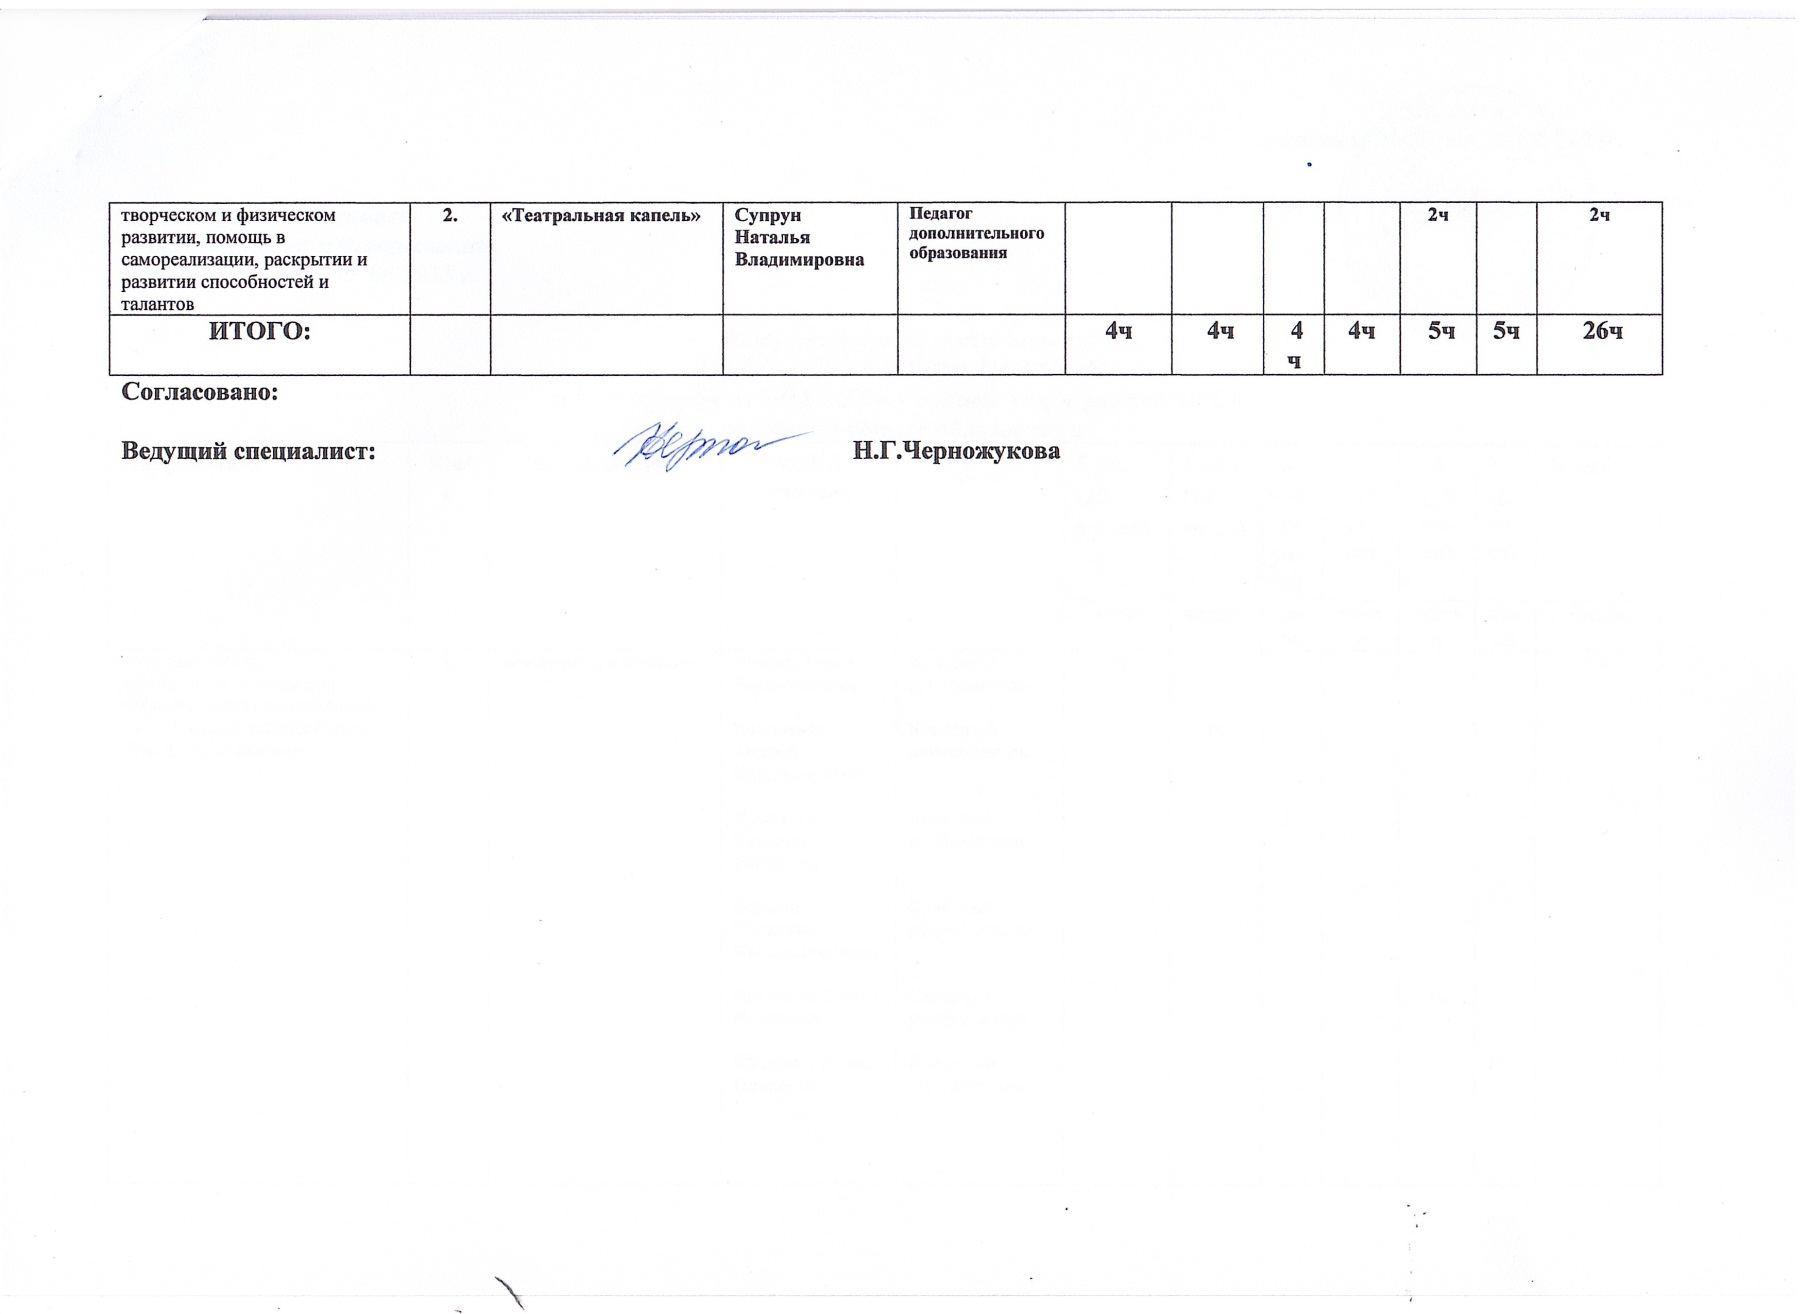 творческом и физическом
развитии, помощь в
самореализации, раскрытии и
развитии способностей и
талантов
2.
«Театральная капель»
Супрун
Наталья
Владимировна
Педагог
дополнительного
образования
2ч
2ч
ИТОГО:
4ч
4ч
4
ч
4ч
5ч
5ч
26ч
Согласовано:
Ведущий специалист:
Н.Г.Черножукова